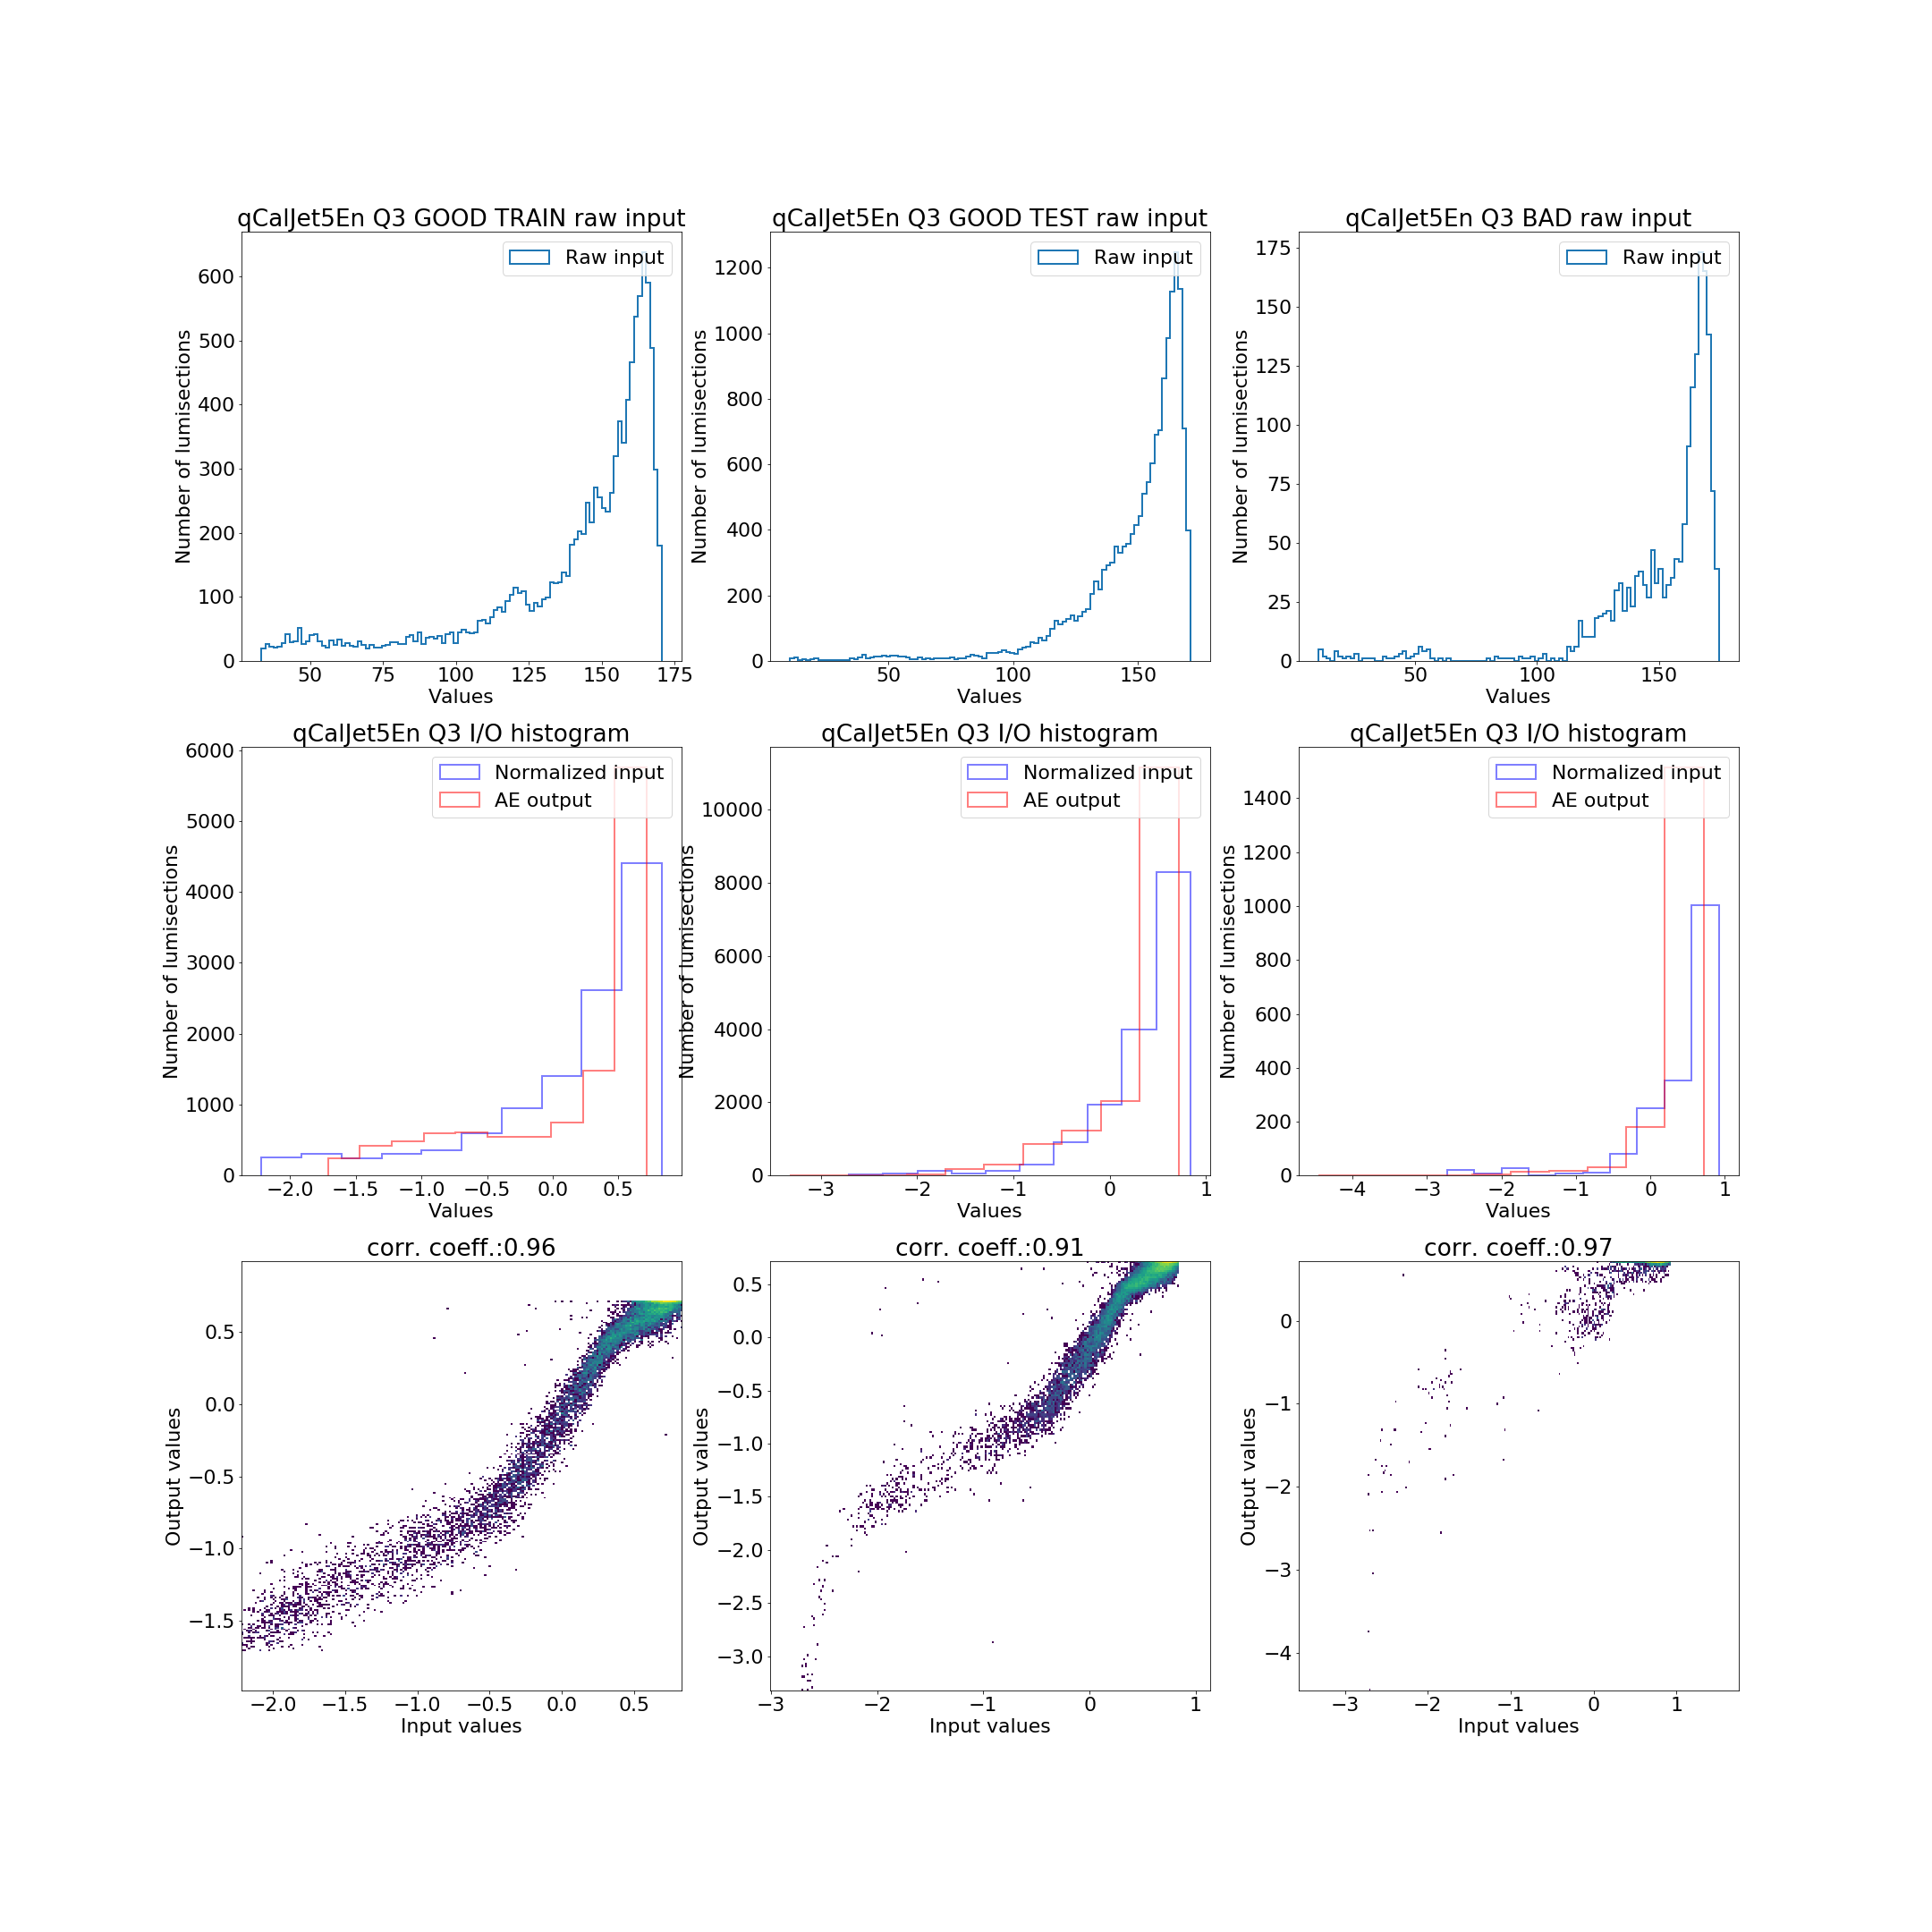 qCalJet5En Q3 GOOD TRAIN raw input
Raw input
Number of lumisections
0
100
200
300
400
500
600
50
75
100
125
150
175
Values
qCalJet5En Q3 GOOD TEST raw input
Raw input
Number of lumisections
0
200
400
600
800
1000
1200
50
100
150
Values
qCalJet5En Q3 BAD raw input
Raw input
Number of lumisections
0
25
50
75
100
125
150
175
50
100
150
Values
qCalJet5En Q3 I/O histogram
Normalized input
AE output
Number of lumisections
0
1000
2000
3000
4000
5000
6000
−2.0
−1.5
−1.0
−0.5
0.0
0.5
Values
qCalJet5En Q3 I/O histogram
Normalized input
AE output
Number of lumisections
0
2000
4000
6000
8000
10000
−3
−2
−1
0
1
Values
qCalJet5En Q3 I/O histogram
Normalized input
AE output
Number of lumisections
0
200
400
600
800
1000
1200
1400
−4
−3
−2
−1
0
1
Values
corr. coeff.:0.96
Output values
0.5
0.0
−0.5
−1.0
−1.5
−2.0
−1.5
−1.0
−0.5
0.0
0.5
Input values
corr. coeff.:0.91
Output values
0.5
0.0
−0.5
−1.0
−1.5
−2.0
−2.5
−3.0
−3
−2
−1
0
1
Input values
corr. coeff.:0.97
Output values
0
−1
−2
−3
−4
−3
−2
−1
0
1
Input values